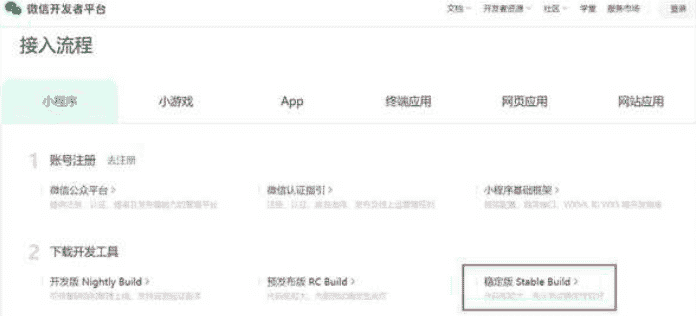 微信开发者平台
文档
开发者资源
社区
学堂
服务市场
登录
接入流程
小程序
小游戏
App
终端应用
网页应用
网站应用
1 账号注册 去注册
微信公众平台 >
微信认证指引 >
小程序基础框架 >
2 下载开发工具
开发版 Nightly Build >
预发布版 RC Build >
稳定版 Stable Build >